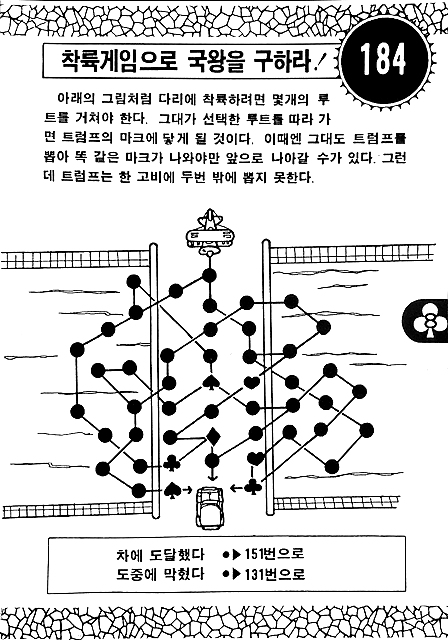 착륙게임으로 국왕을 구하라!
184
아래의 그림처럼 다리에 착륙하려면 몇개의 루
트를 거쳐야 한다. 그대가 선택한 루트를 따라 가
면 트럼프의 마크에 닿게 될 것이다. 이때엔 그대도 트럼프를
뽑아 똑 같은 마크가 나와야만 앞으로 나아갈 수가 있다. 그런
데 트럼프는 한 고비에 두번 밖에 뽑지 못한다.
8
차에 도달했다 ●▶151번으로
도중에 막혔다 ●▶131번으로